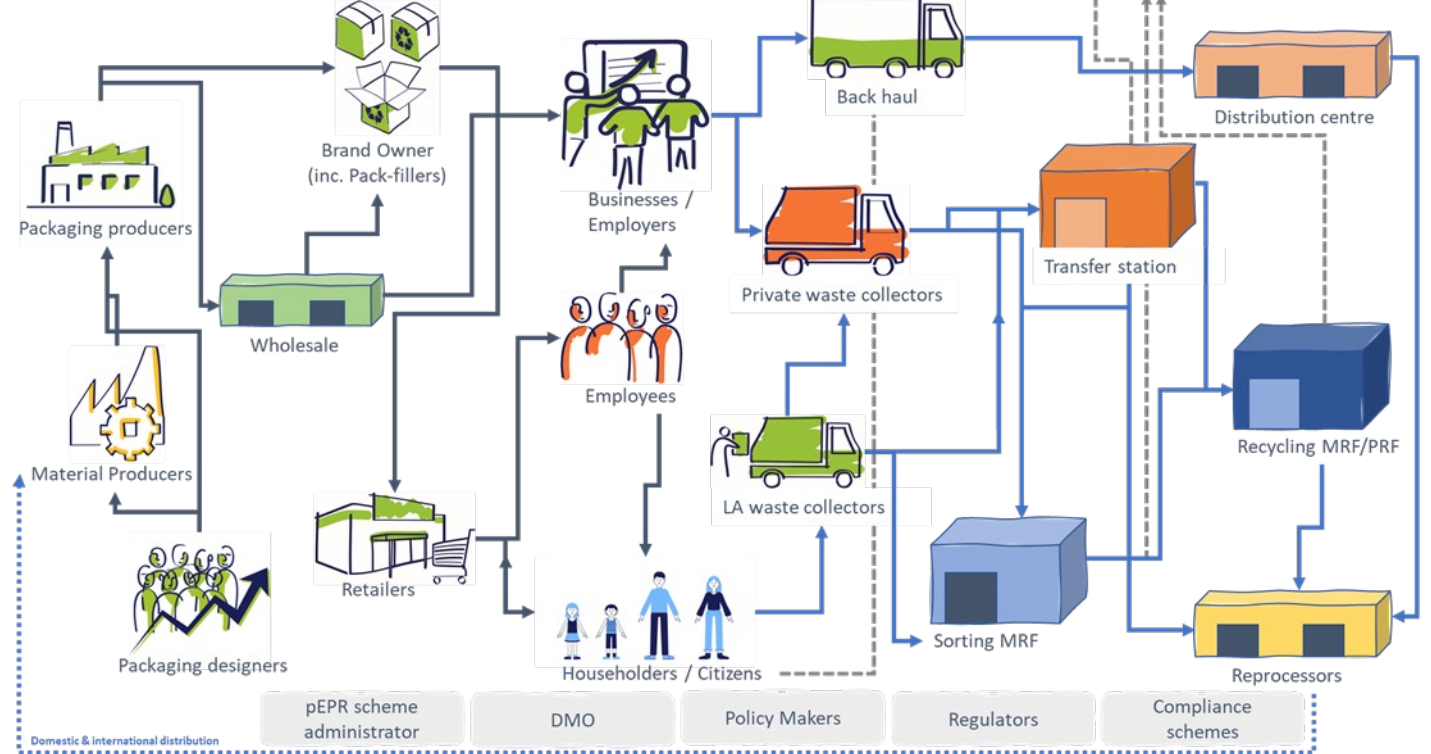 Back haul
Distribution centre
Brand Owner
(inc. Pack-fillers)
Packaging producers
Businesses /
Employers
Transfer station
Private waste collectors
Wholesale
Employees
Recycling MRF/PRF
Material Producers
LA waste collectors
Retailers
Sorting MRF
Packaging designers
Householders / Citizens
Reprocessors
pEPR scheme
administrator
DMO
Policy Makers
Regulators
Compliance
schemes
Domestic & international distribution